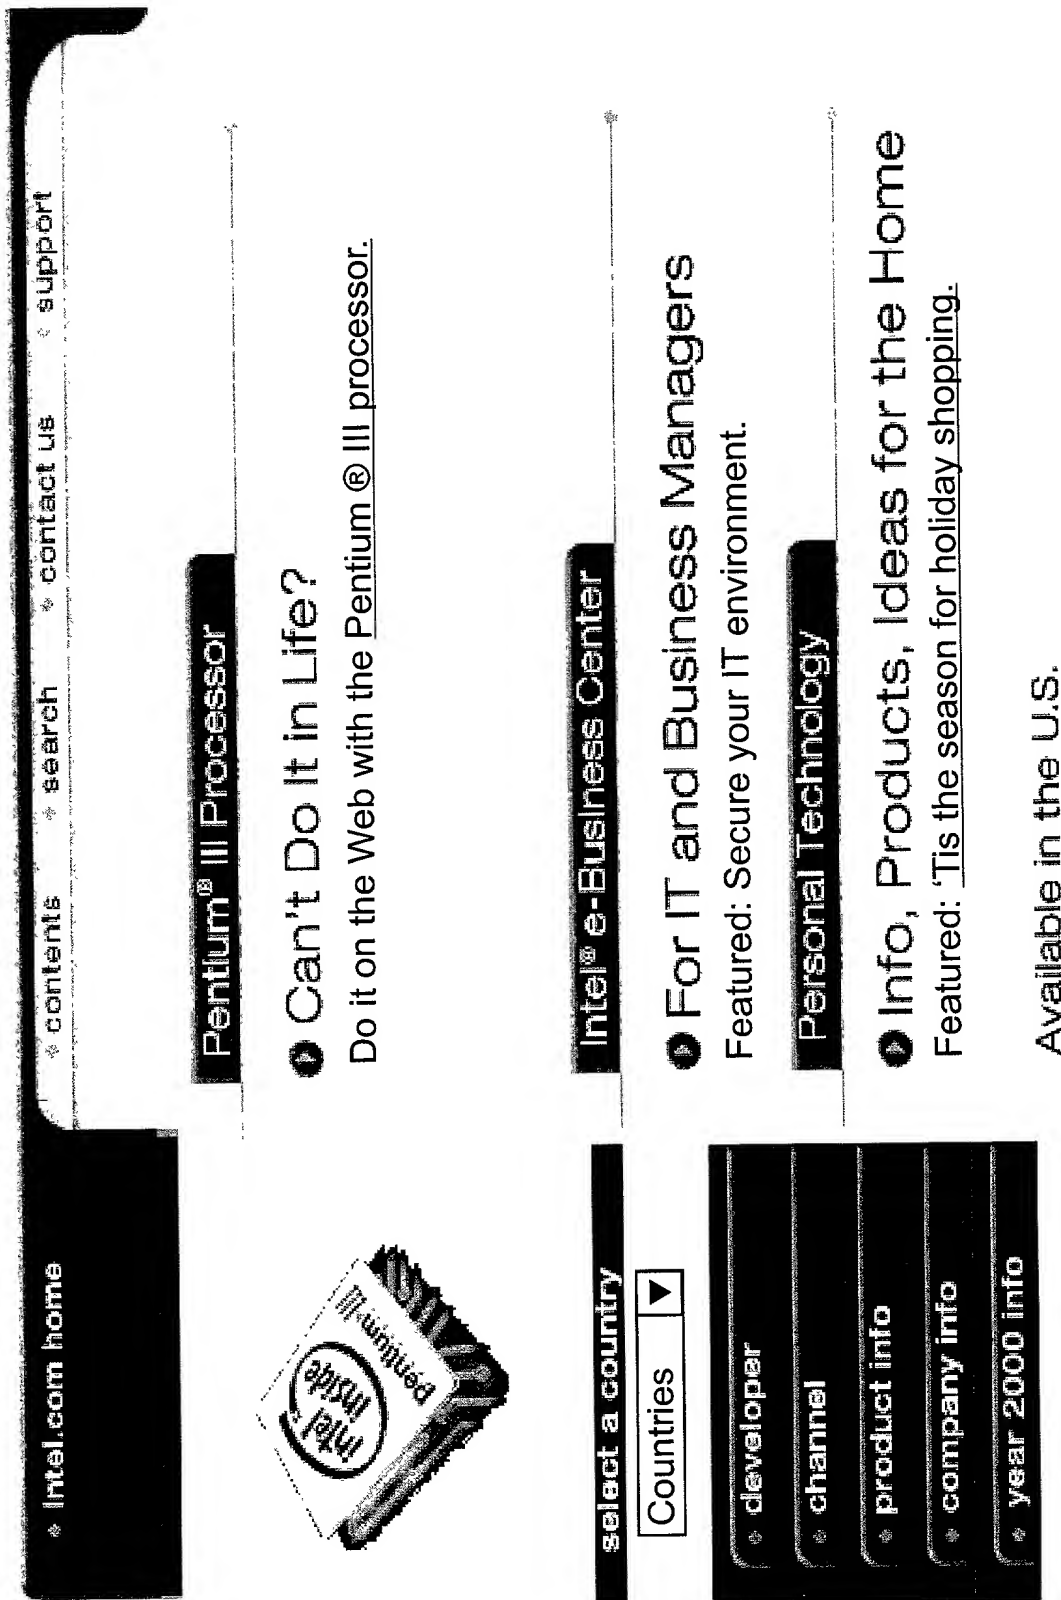 Intel.com home
contents search contact us support
Pentium® III Processor
Can't Do It in Life?
Do it on the Web with the Pentium ® III processor.
intel
inside
pentium III
select a country
Countries
Intel® e-Business Center
For IT and Business Managers
Featured: Secure your IT environment.
developer
channel
product info
company info
year 2000 info
Personal Technology
Info, Products, Ideas for the Home
Featured: ‘Tis the season for holiday shopping.
Available in the U.S.